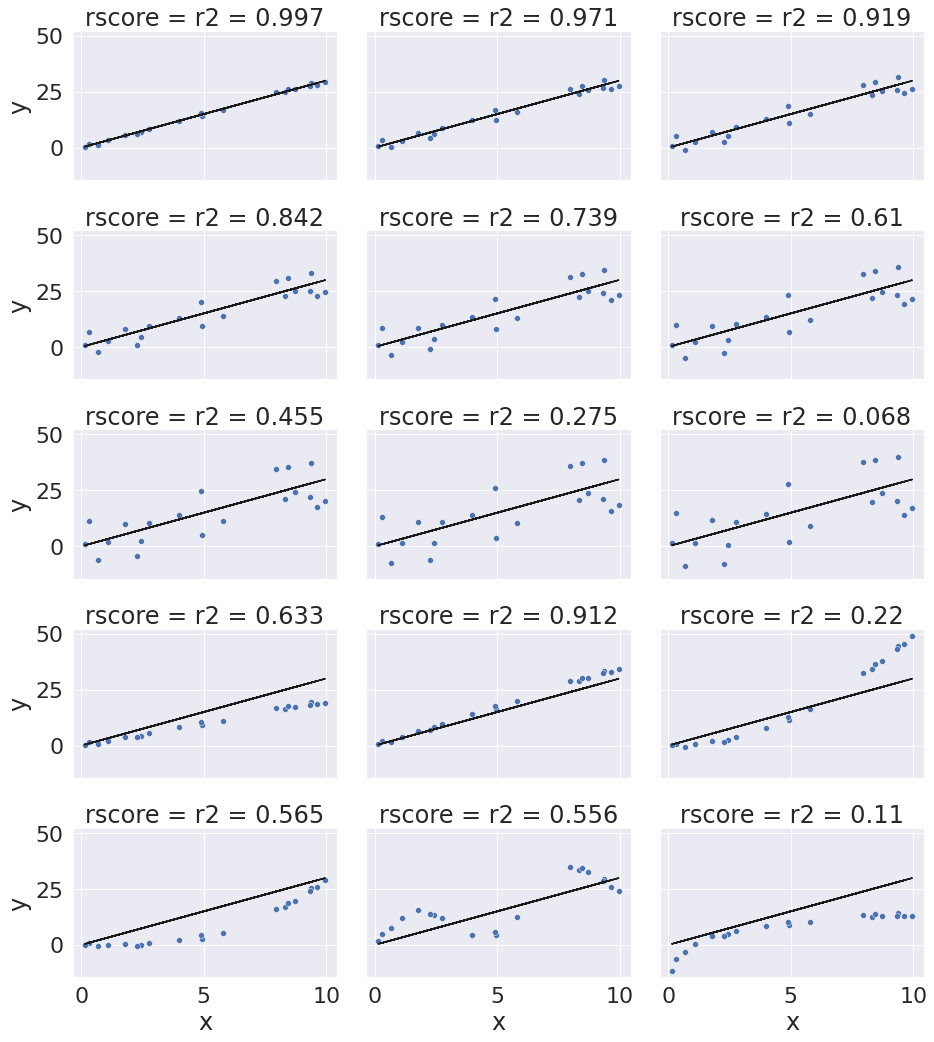 rscore = r2 = 0.997 rscore = r2 = 0.971 rscore = r2 = 0.919
50
25
0
y
rscore = r2 = 0.842 rscore = r2 = 0.739 rscore = r2 = 0.61
50
25
0
y
rscore = r2 = 0.455 rscore = r2 = 0.275 rscore = r2 = 0.068
50
25
0
y
rscore = r2 = 0.633 rscore = r2 = 0.912 rscore = r2 = 0.22
50
25
0
y
rscore = r2 = 0.565 rscore = r2 = 0.556 rscore = r2 = 0.11
50
25
0
y
0 5 10 0 5 10 0 5 10
x x x